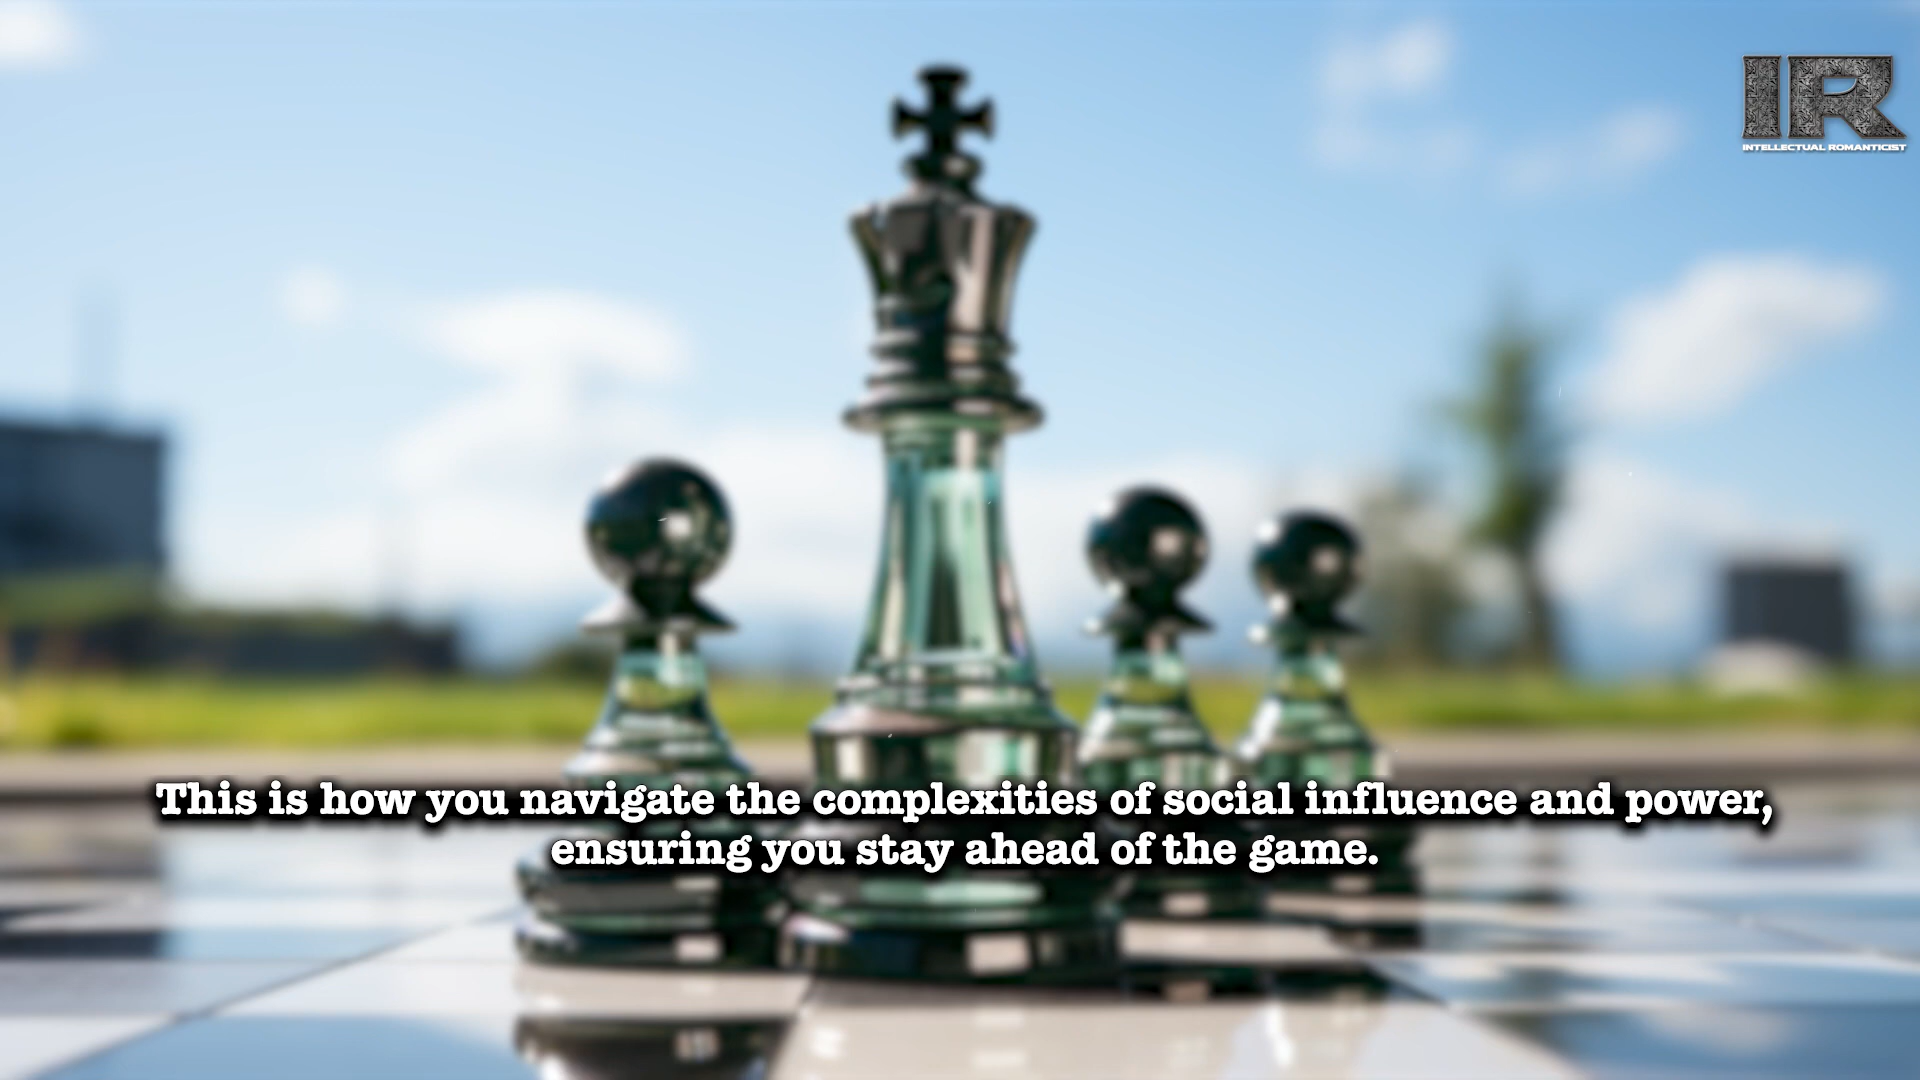 IR
INTELLECTUAL ROMANTICIST
This is how you navigate the complexities of social influence and power,
ensuring you stay ahead of the game.